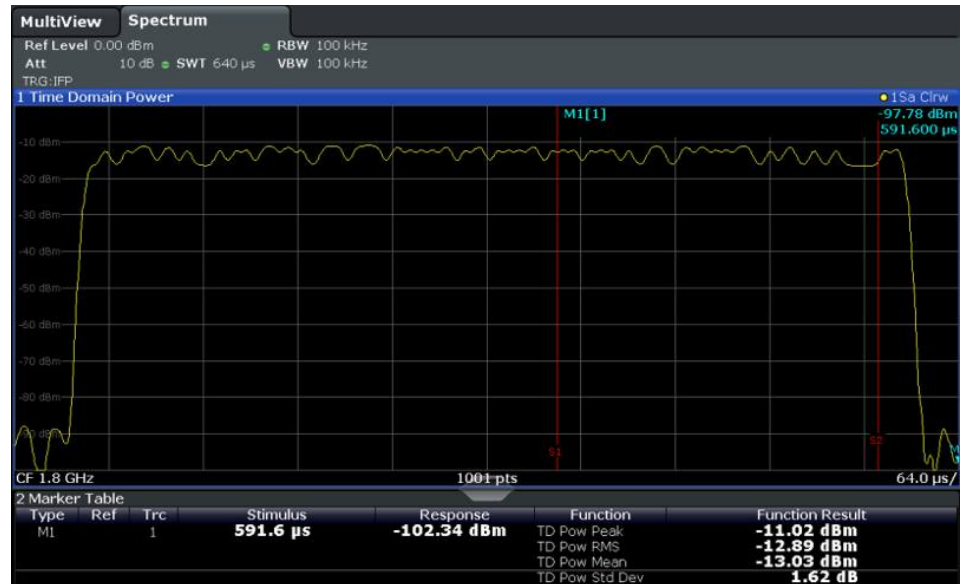 MultiView Spectrum
Ref Level 0.00 dBm RBW 100 kHz
Att 10 dB SWT 640 µs VBW 100 kHz
TRG:IFP
1 Time Domain Power 1Sa Clrw
M1[1] -97.78 dBm
591.600 µs
-10 dBm
-20 dBm
-30 dBm
-40 dBm
-50 dBm
-60 dBm
-70 dBm
-80 dBm
S1
S2
CF 1.8 GHz 1001 pts 64.0 µs/
2 Marker Table
Type Ref Trc Stimulus Response Function Function Result
M1 1 591.6 µs -102.34 dBm TD Pow Peak -11.02 dBm
TD Pow RMS -12.89 dBm
TD Pow Mean -13.03 dBm
TD Pow Std Dev 1.62 dB